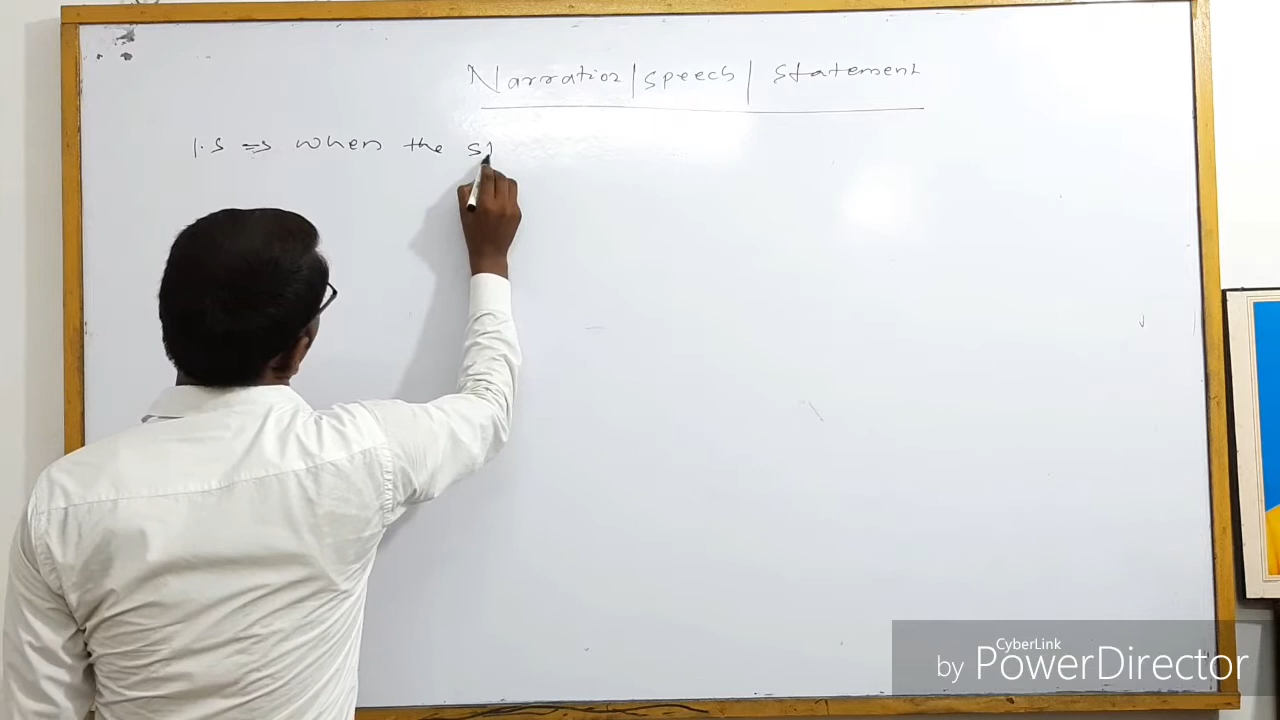 Narration/speech/ statement
1.S => when the
CyberLink
by PowerDirector